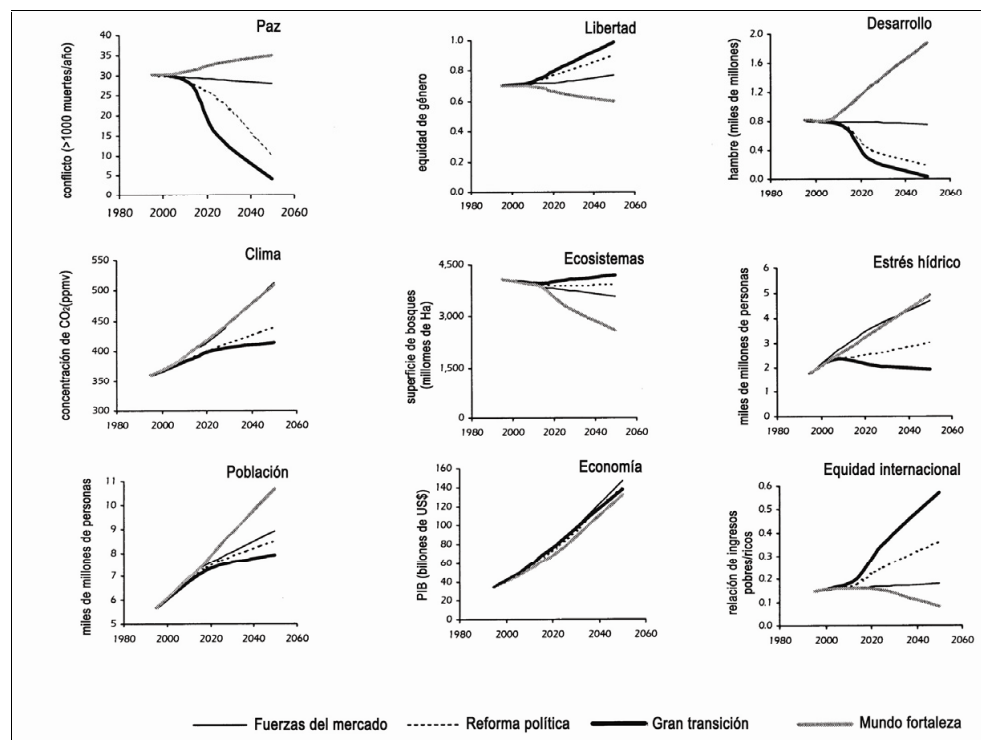 Paz
conflicto (>1000 muertes/año)
40
35
30
25
20
15
10
5
0
1980 2000 2020 2040 2060
Libertad
equidad de género
1.0
0.8
0.6
0.4
0.2
0.0
1980 2000 2020 2040 2060
Desarrollo
hambre (miles de millones)
2.0
1.6
1.2
0.8
0.4
0.0
1980 2000 2020 2040 2060
Clima
concentración de CO2(ppmv)
550
500
450
400
350
300
1980 2000 2020 2040 2060
Ecosistemas
superficie de bosques
(millomes de Ha)
4,500
3,000
1,500
0
1980 2000 2020 2040 2060
Estrés hídrico
miles de millones de personas
6
5
4
3
2
1
0
1980 2000 2020 2040 2060
Población
miles de millones de personas
11
10
9
8
7
6
5
1980 2000 2020 2040 2060
Economía
PIB (biliones de US$)
160
140
120
100
80
60
40
20
0
1980 2000 2020 2040 2060
Equidad internacional
relación de ingresos
pobres/ricos
0.6
0.5
0.4
0.3
0.2
0.1
0.0
1980 2000 2020 2040 2060
Fuerzas del mercado Reforma política Gran transición Mundo fortaleza